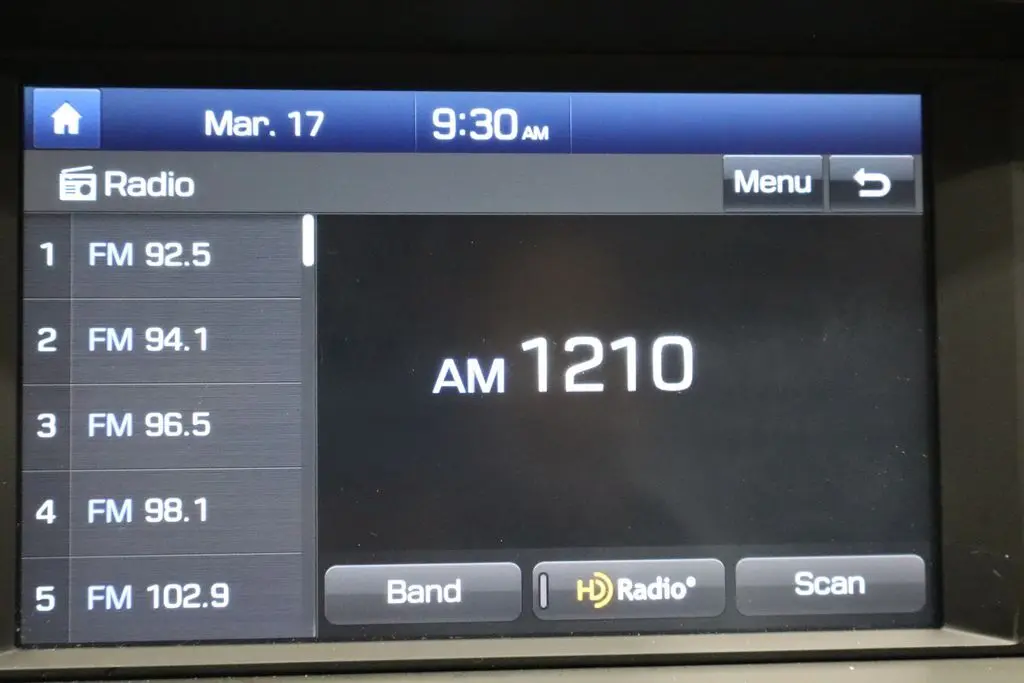 Mar. 17 9:30 AM
Radio Menu
1 FM 92.5
2 FM 94.1
3 FM 96.5
4 FM 98.1
5 FM 102.9
AM 1210
Band HD Radio® Scan